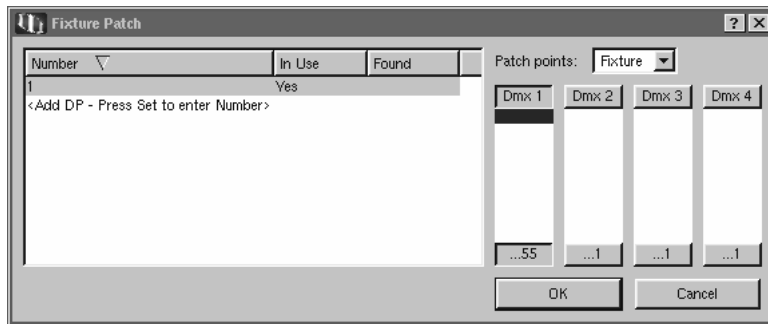 Fixture Patch
Number In Use Found
1 Yes
<Add DP - Press Set to enter Number>
Patch points: Fixture
Dmx 1 Dmx 2 Dmx 3 Dmx 4
...55 ...1 ...1 ...1
OK Cancel